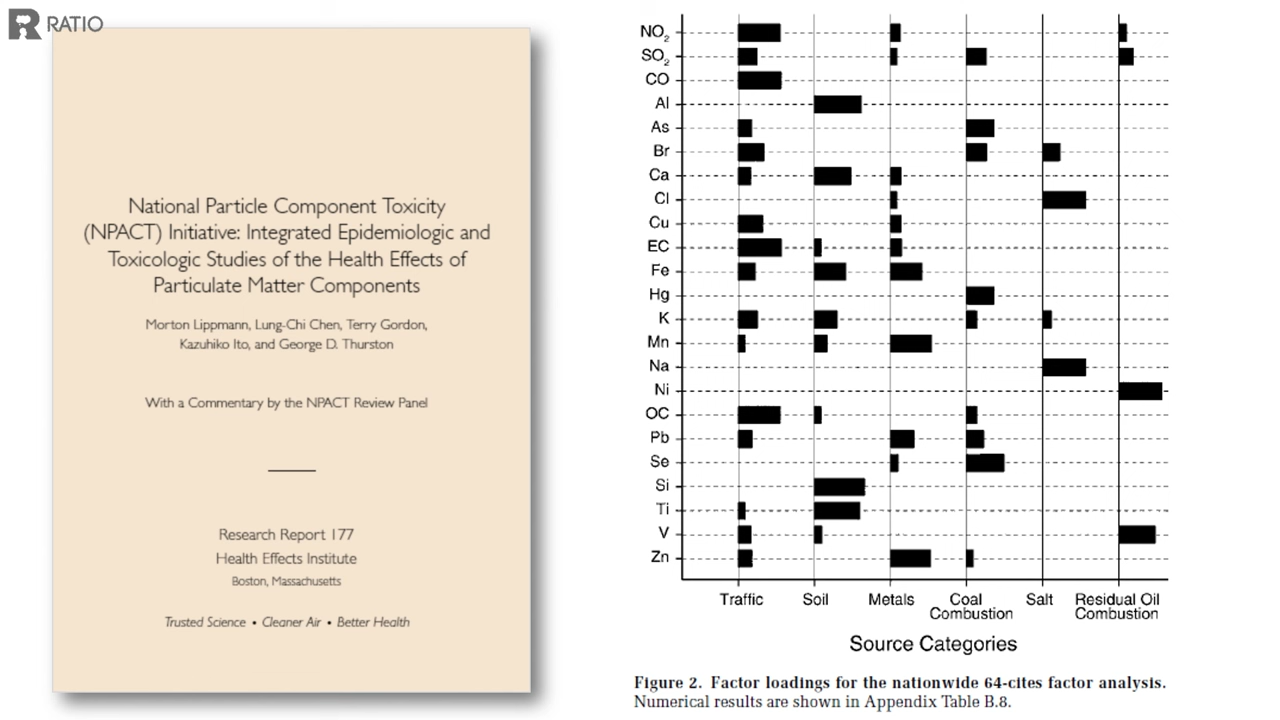 RATIO
National Particle Component Toxicity
(NPACT) Initiative: Integrated Epidemiologic and
Toxicologic Studies of the Health Effects of
Particulate Matter Components
Morton Lippmann, Lung-Chi Chen, Terry Gordon,
Kazuhiko Ito, and George D. Thurston
With a Commentary by the NPACT Review Panel
Research Report 177
Health Effects Institute
Boston, Massachusetts
Trusted Science • Cleaner Air • Better Health
NO₂
SO₂
CO
Al
As
Br
Ca
Cl
Cu
EC
Fe
Hg
K
Mn
Na
Ni
OC
Pb
Se
Si
Ti
V
Zn
Traffic Soil Metals Coal Salt Residual Oil
Combustion Combustion
Source Categories
Figure 2. Factor loadings for the nationwide 64-cites factor analysis.
Numerical results are shown in Appendix Table B.8.